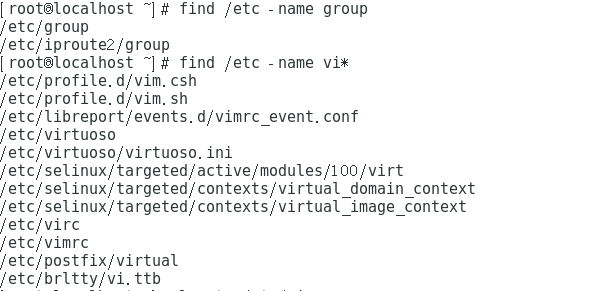 [root@localhost ~]# find /etc -name group
/etc/group
/etc/iproute2/group
[root@localhost ~]# find /etc -name vi*
/etc/profile.d/vim.csh
/etc/profile.d/vim.sh
/etc/libreport/events.d/vimrc_event.conf
/etc/virtuoso
/etc/virtuoso/virtuoso.ini
/etc/selinux/targeted/active/modules/100/virt
/etc/selinux/targeted/contexts/virtual_domain_context
/etc/selinux/targeted/contexts/virtual_image_context
/etc/virc
/etc/vimrc
/etc/postfix/virtual
/etc/brltty/vi.ttb